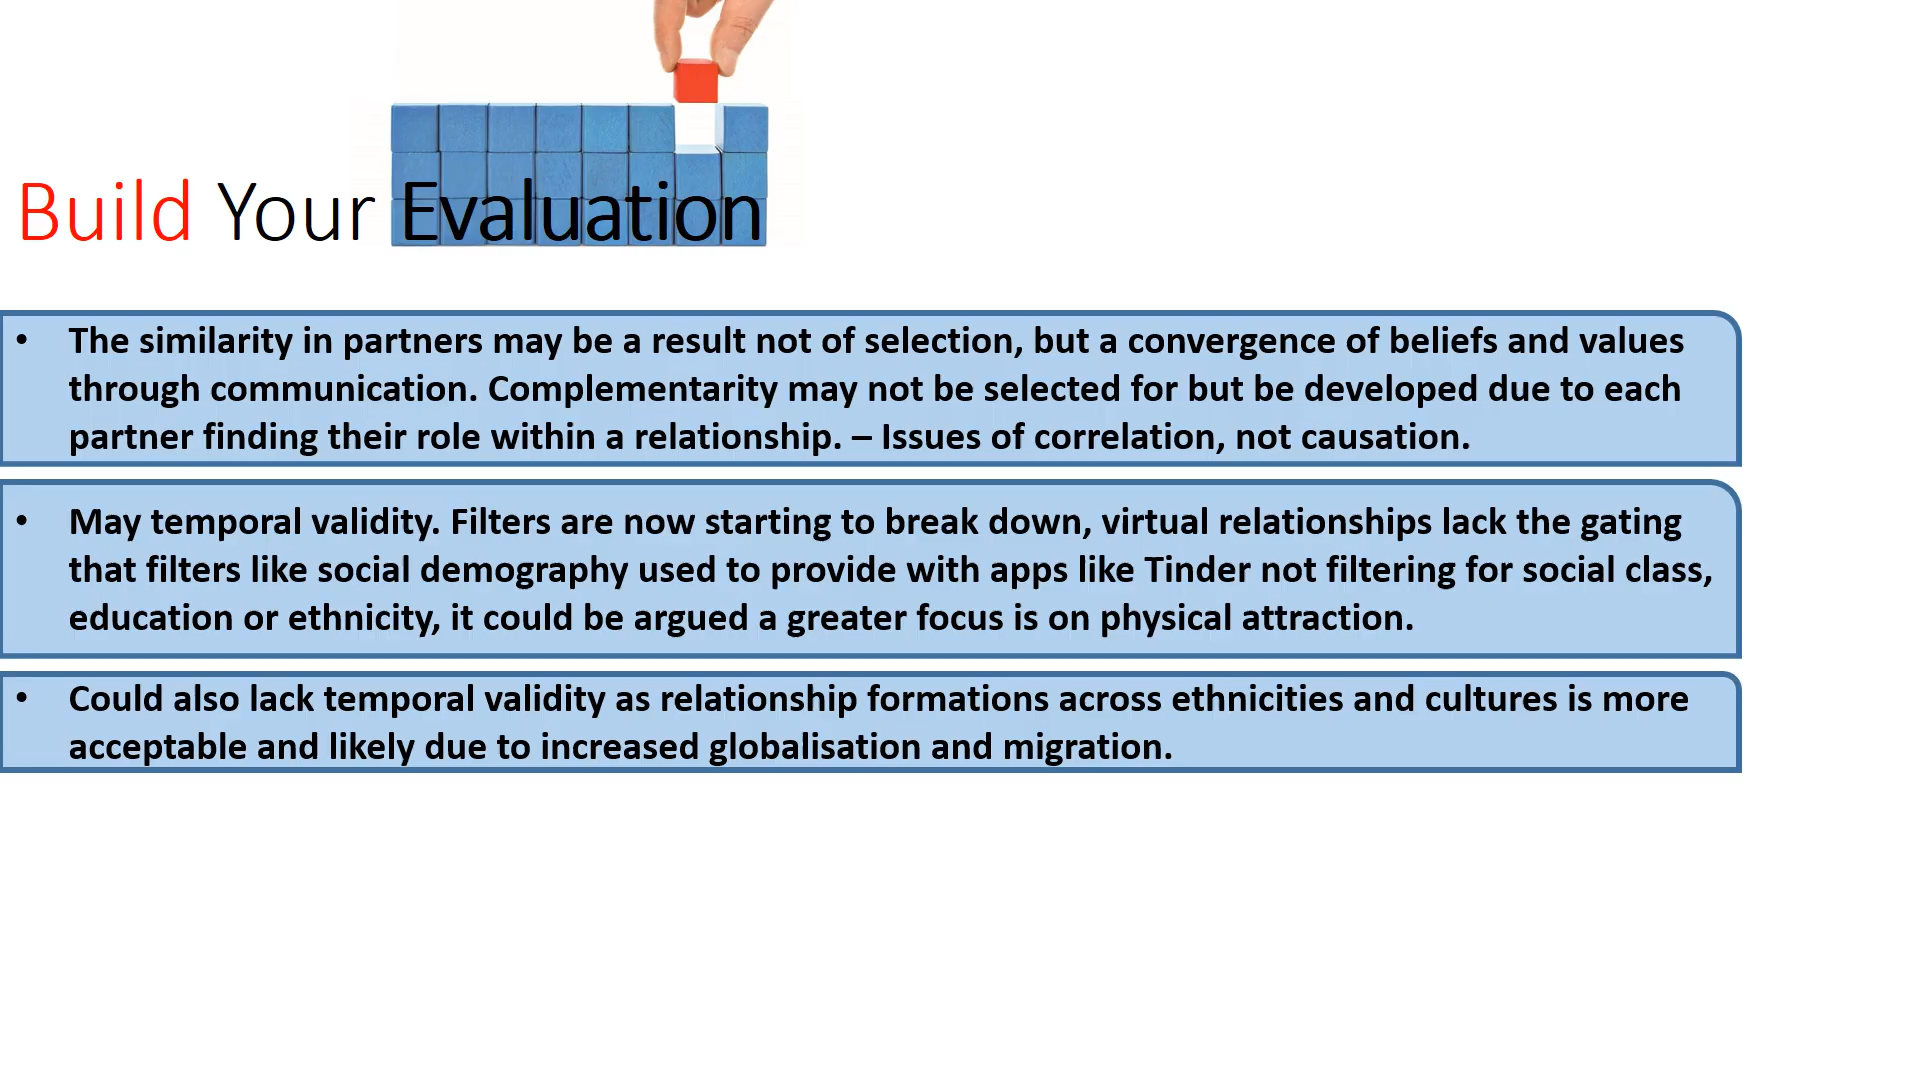 Build Your Evaluation
• The similarity in partners may be a result not of selection, but a convergence of beliefs and values
through communication. Complementarity may not be selected for but be developed due to each
partner finding their role within a relationship. – Issues of correlation, not causation.
• May temporal validity. Filters are now starting to break down, virtual relationships lack the gating
that filters like social demography used to provide with apps like Tinder not filtering for social class,
education or ethnicity, it could be argued a greater focus is on physical attraction.
• Could also lack temporal validity as relationship formations across ethnicities and cultures is more
acceptable and likely due to increased globalisation and migration.